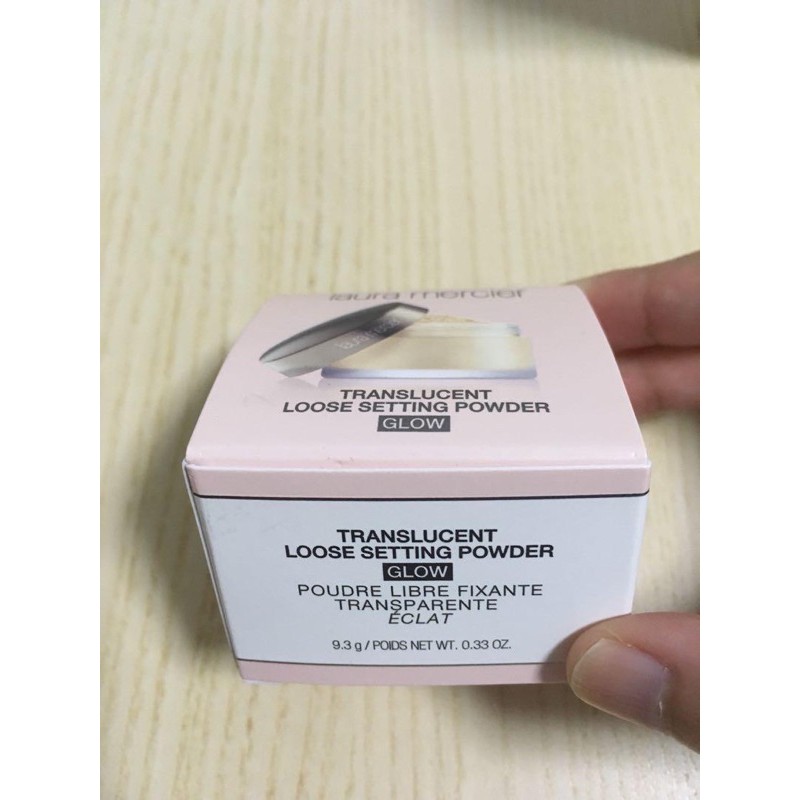 laura mercier
TRANSLUCENT
LOOSE SETTING POWDER
GLOW
TRANSLUCENT
LOOSE SETTING POWDER
GLOW
POUDRE LIBRE FIXANTE
TRANSPARENTE
ÉCLAT
9.3 g / POIDS NET WT. 0.33 OZ.